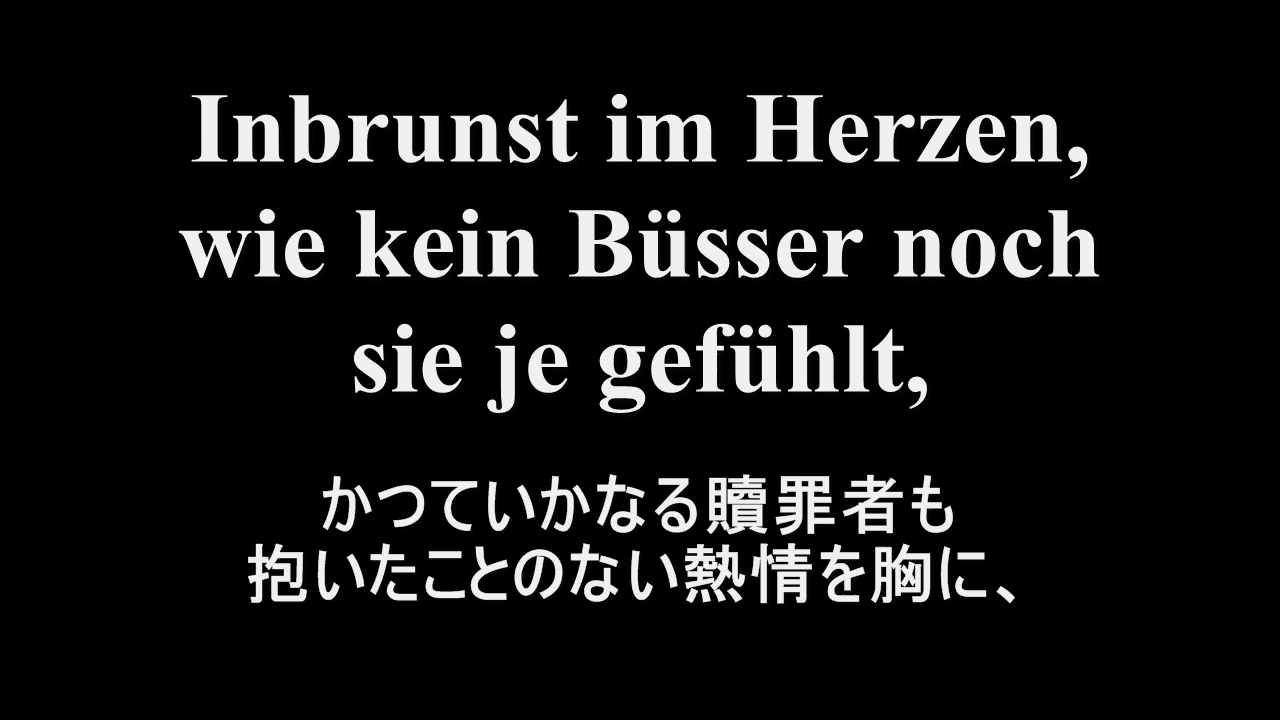 Inbrunst im Herzen,
wie kein Büsser noch
sie je gefühlt,
かつていかなる贖罪者も
抱いたことのない熱情を胸に、